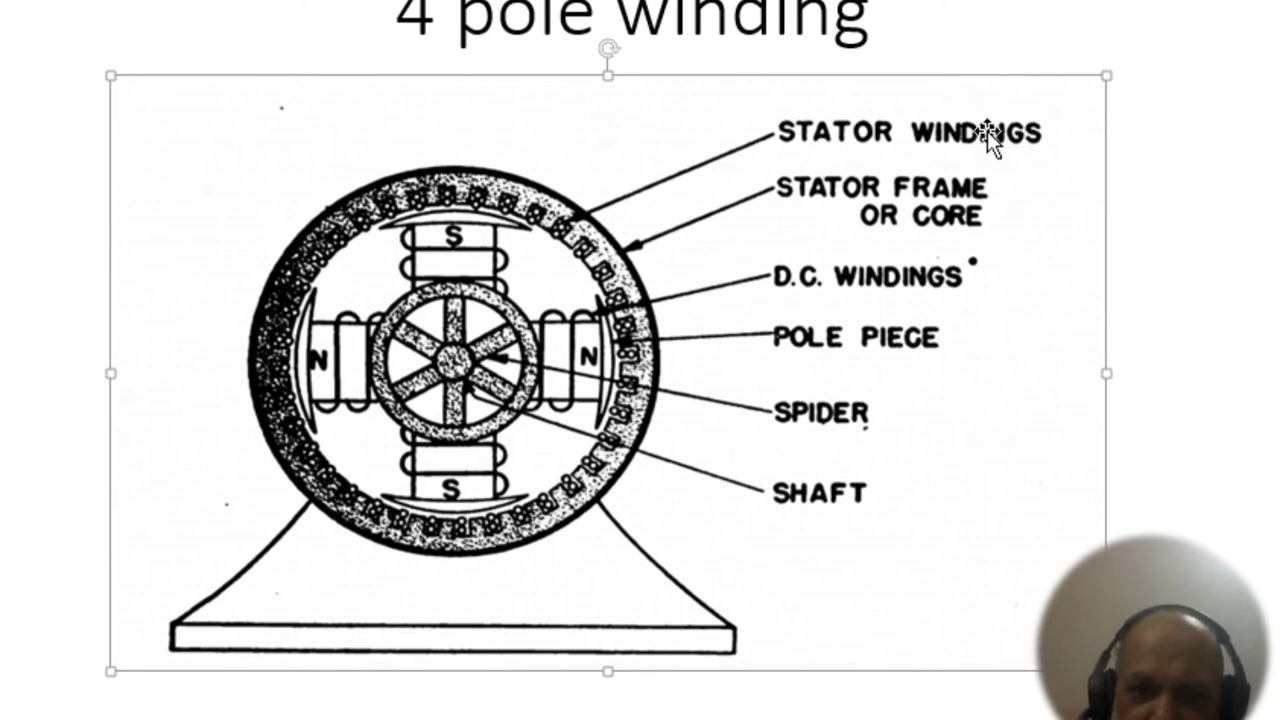 4 pole winding
STATOR WINDINGS
STATOR FRAME
OR CORE
D.C. WINDINGS
POLE PIECE
SPIDER
SHAFT
S
N
N
S